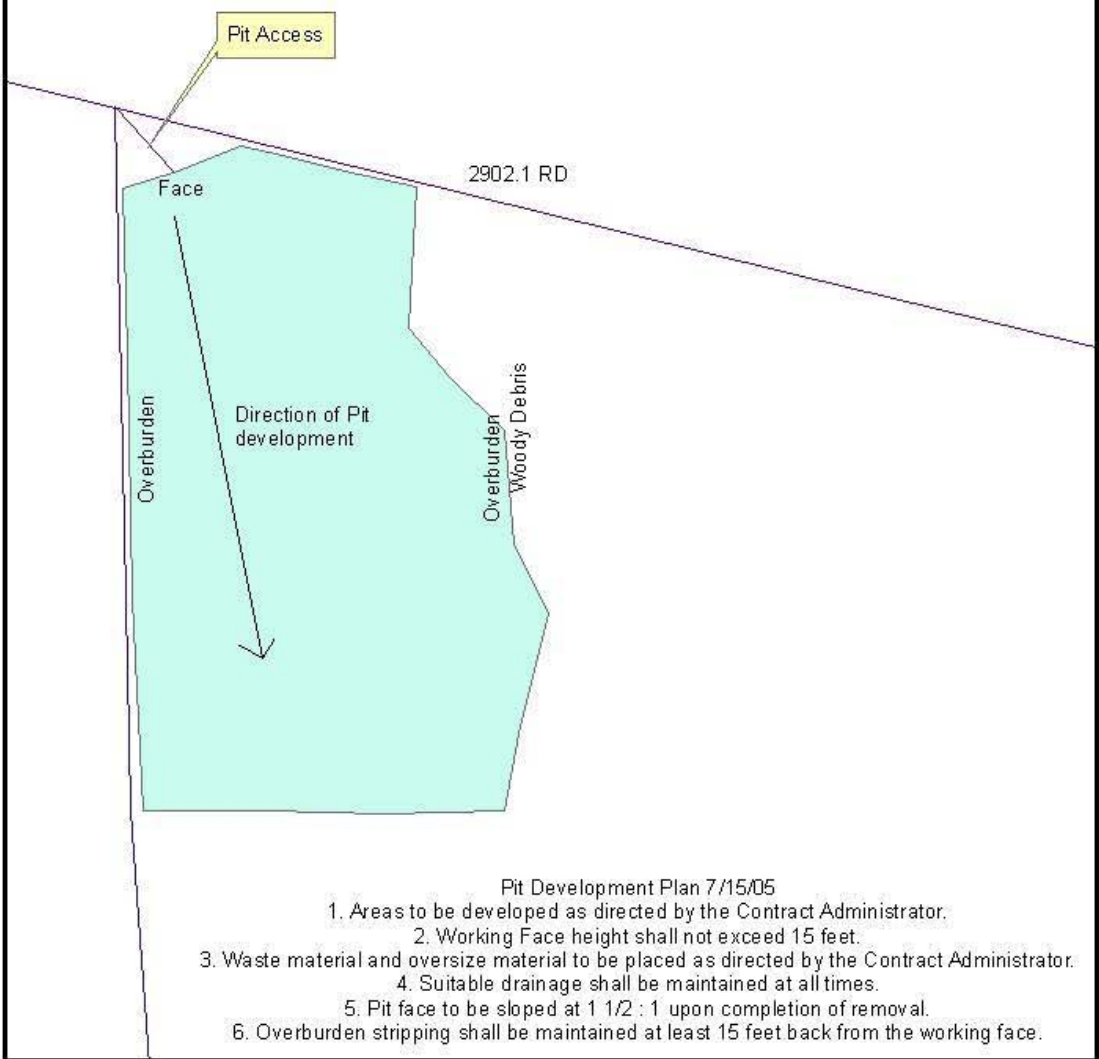 Pit Access
2902.1 RD
Face
Direction of Pit
development
Overburden
Overburden
Woody Debris
Pit Development Plan 7/15/05
1. Areas to be developed as directed by the Contract Administrator.
2. Working Face height shall not exceed 15 feet.
3. Waste material and oversize material to be placed as directed by the Contract Administrator.
4. Suitable drainage shall be maintained at all times.
5. Pit face to be sloped at 1 1/2 : 1 upon completion of removal.
6. Overburden stripping shall be maintained at least 15 feet back from the working face.